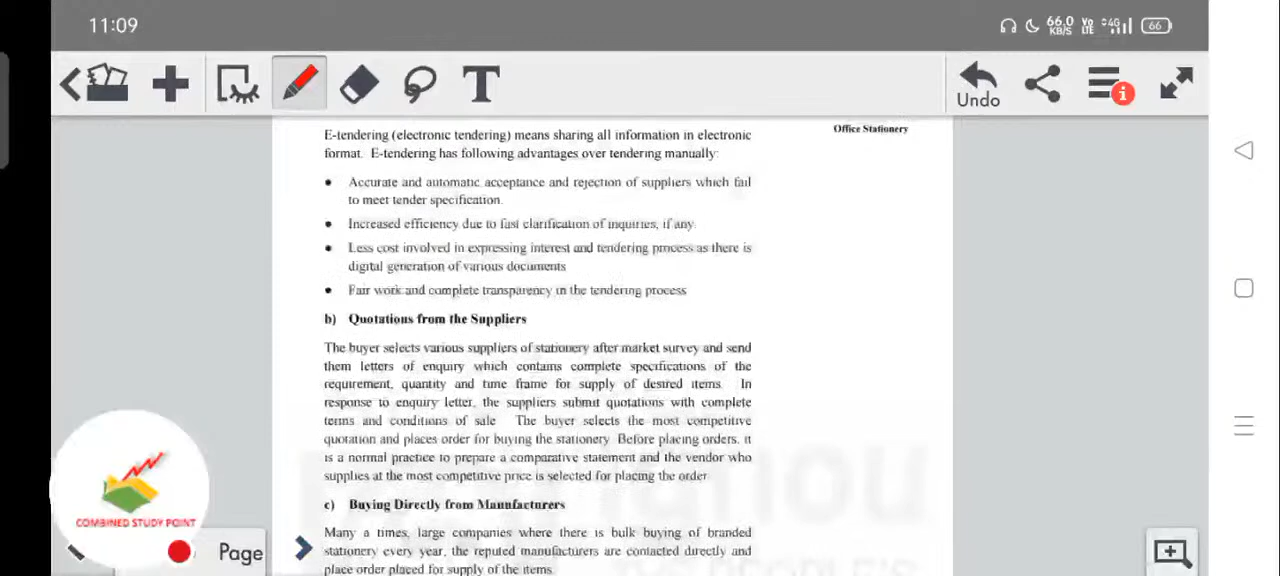 11:09
66.0
KB/S
Vo
LTE
4G
66
T
Undo
i
Office Stationery
E-tendering (electronic tendering) means sharing all information in electronic
format. E-tendering has following advantages over tendering manually:
• Accurate and automatic acceptance and rejection of suppliers which fail
to meet tender specification.
• Increased efficiency due to fast clarification of inquiries, if any.
• Less cost involved in expressing interest and tendering process as there is
digital generation of various documents
• Fair work and complete transparency in the tendering process
b) Quotations from the Suppliers
The buyer selects various suppliers of stationery after market survey and send
them letters of enquiry which contains complete specifications of the
requirement, quantity and time frame for supply of desired items. In
response to enquiry letter, the suppliers submit quotations with complete
terms and conditions of sale. The buyer selects the most competitive
quotation and places order for buying the stationery. Before placing orders, it
is a normal practice to prepare a comparative statement and the vendor who
supplies at the most competitive price is selected for placing the order.
c) Buying Directly from Manufacturers
Many a times, large companies where there is bulk buying of branded
stationery every year, the reputed manufacturers are contacted directly and
place order placed for supply of the items.
THE PEOPLE'S
COMBINED STUDY POINT
Page